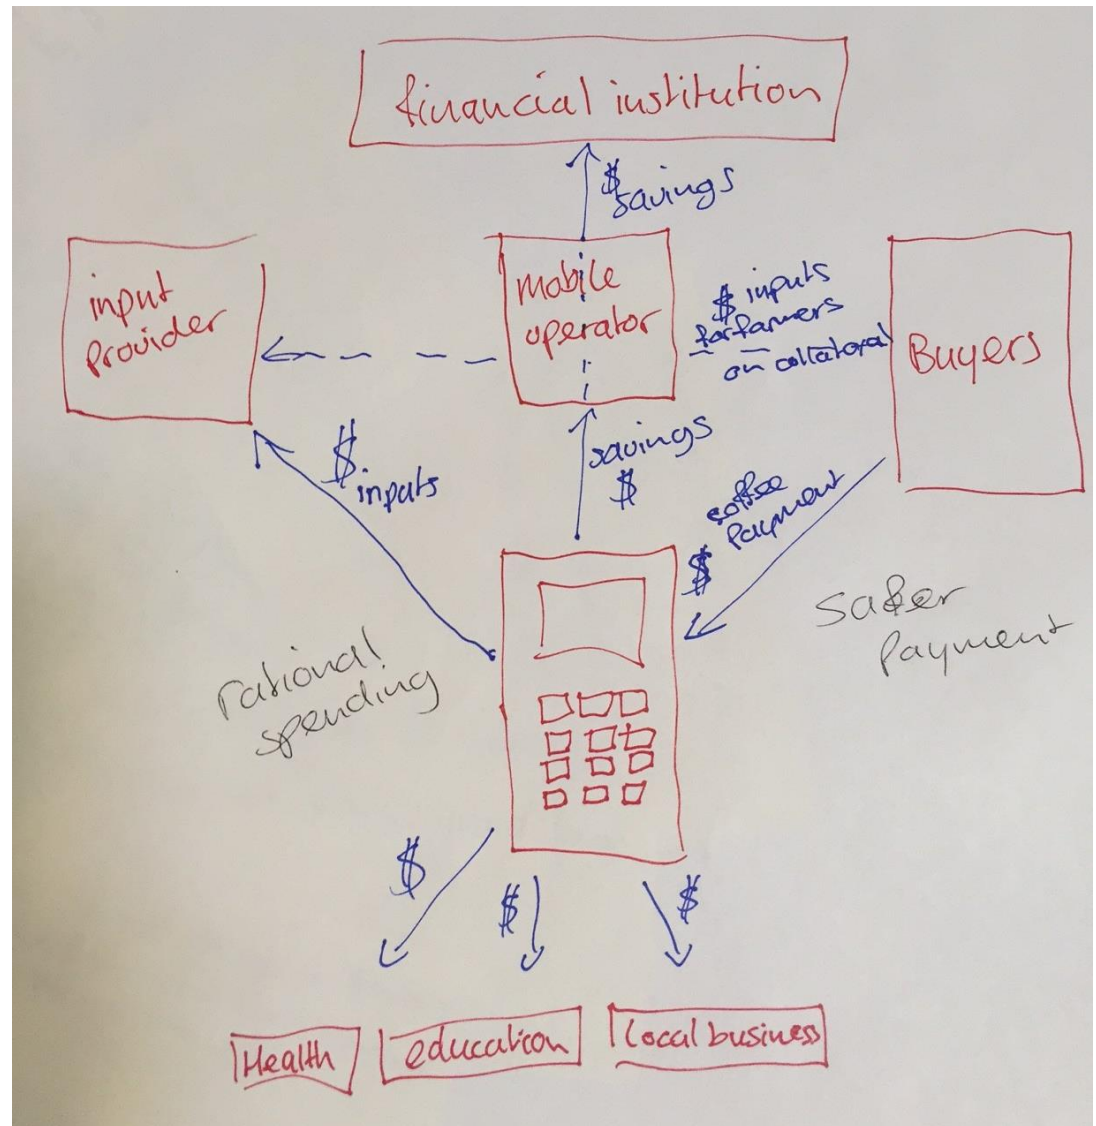 financial institution
$
savings
input
Provider
mobile
operator
$ inputs
for farmers
on collateral
Buyers
$
inputs
savings
$
coffee
Payment
$
safer
Payment
rational
spending
$
$
$
Health
education
local business